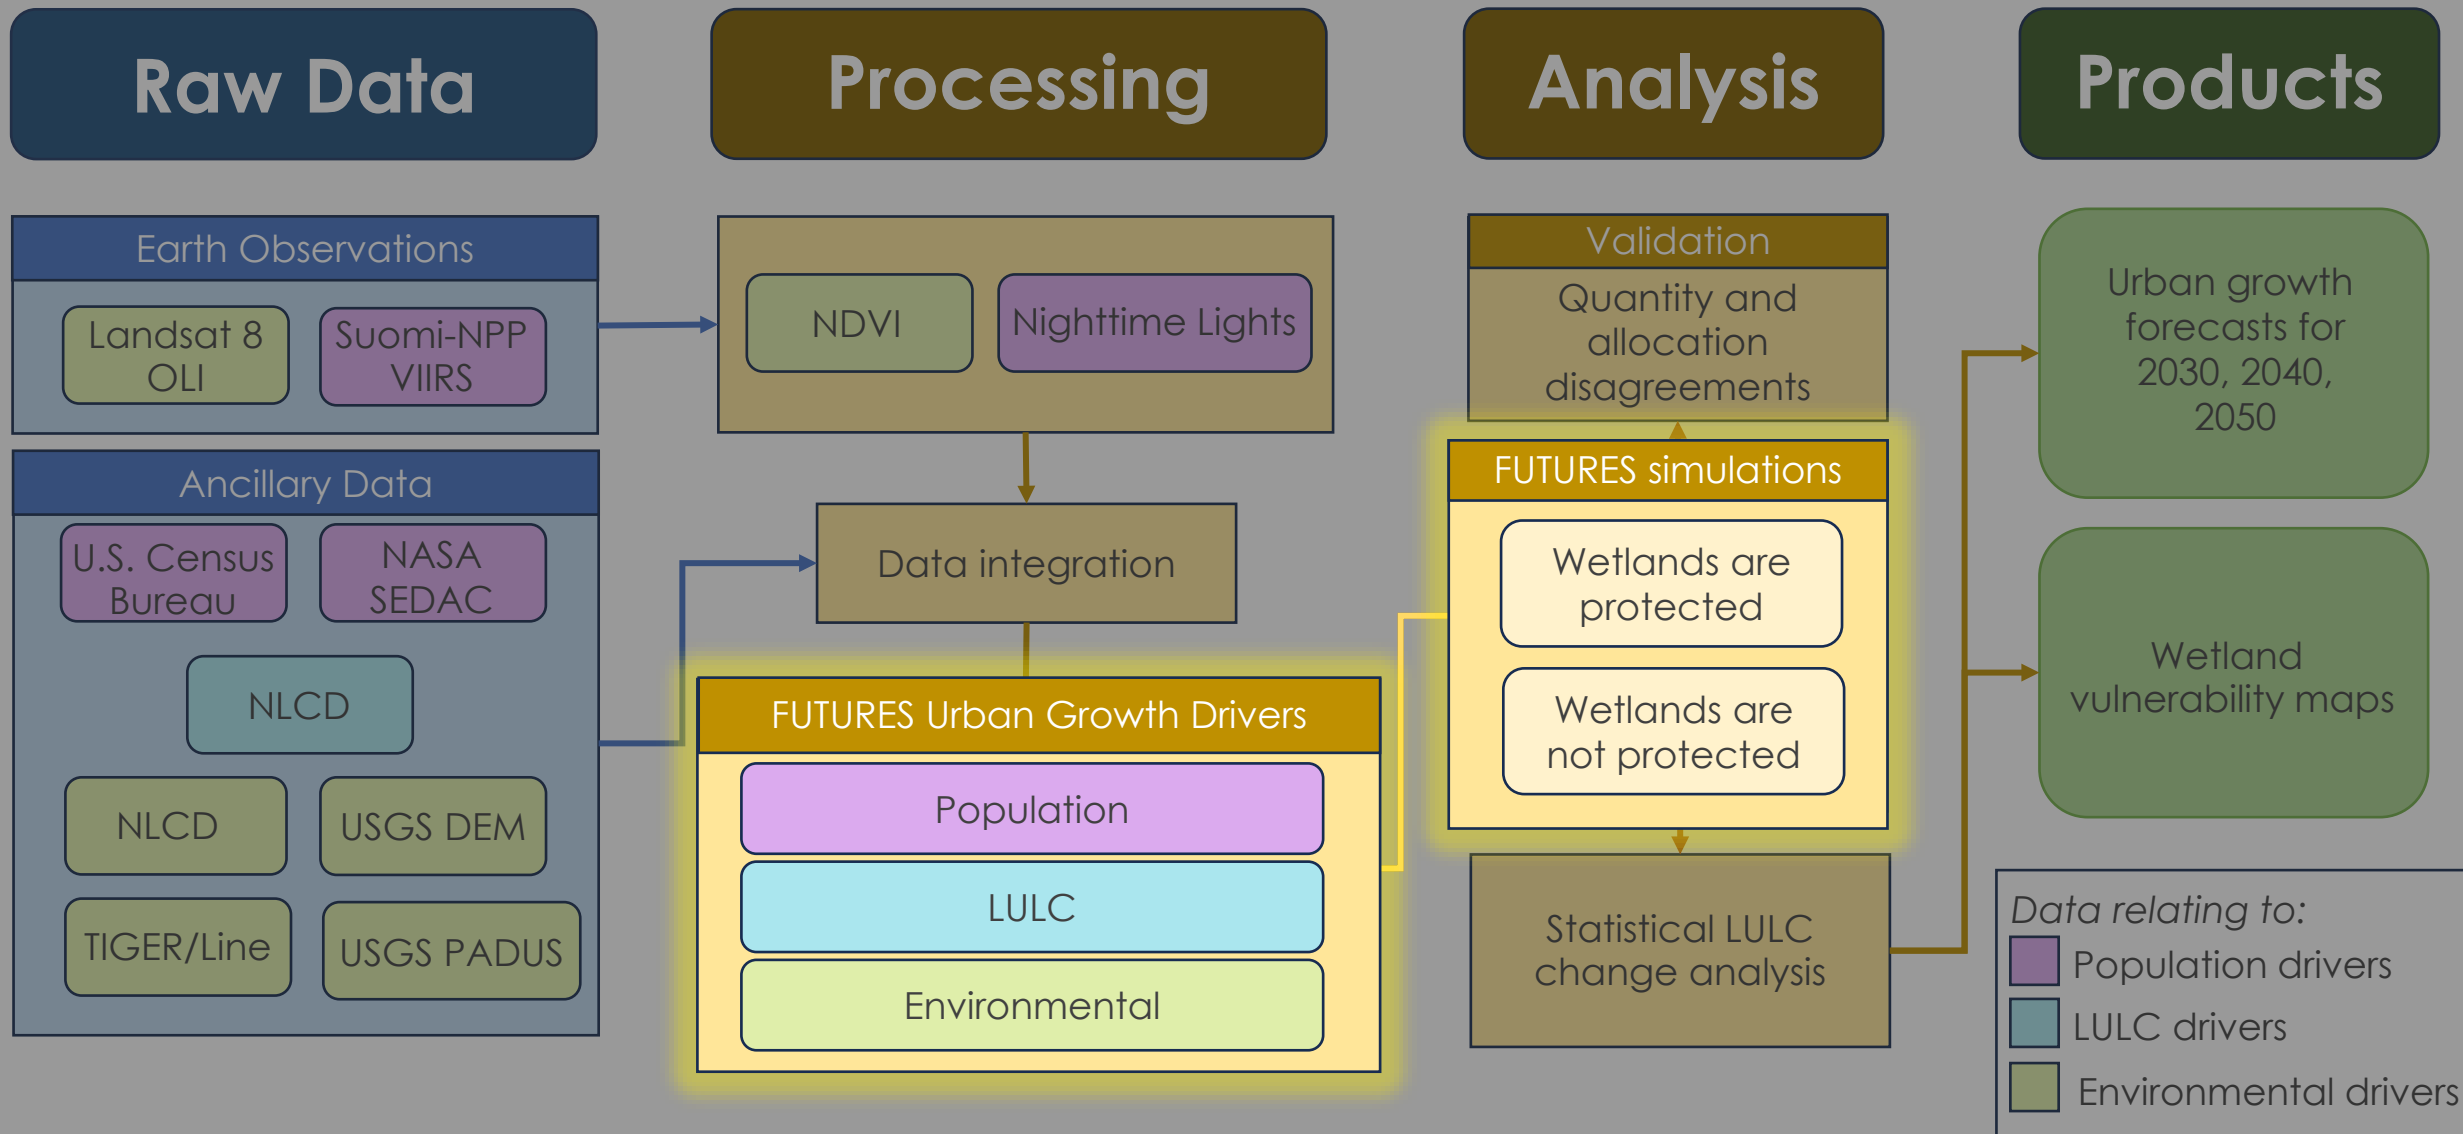 Raw Data
Processing
Analysis
Products
Earth Observations
Landsat 8
OLI
Suomi-NPP
VIIRS
Ancillary Data
U.S. Census
Bureau
NASA
SEDAC
NLCD
NLCD
USGS DEM
TIGER/Line
USGS PADUS
NDVI
Nighttime Lights
Data integration
FUTURES Urban Growth Drivers
Population
LULC
Environmental
Validation
Quantity and
allocation
disagreements
FUTURES simulations
Wetlands are
protected
Wetlands are
not protected
Statistical LULC
change analysis
Urban growth
forecasts for
2030, 2040,
2050
Wetland
vulnerability maps
Data relating to:
Population drivers
LULC drivers
Environmental drivers